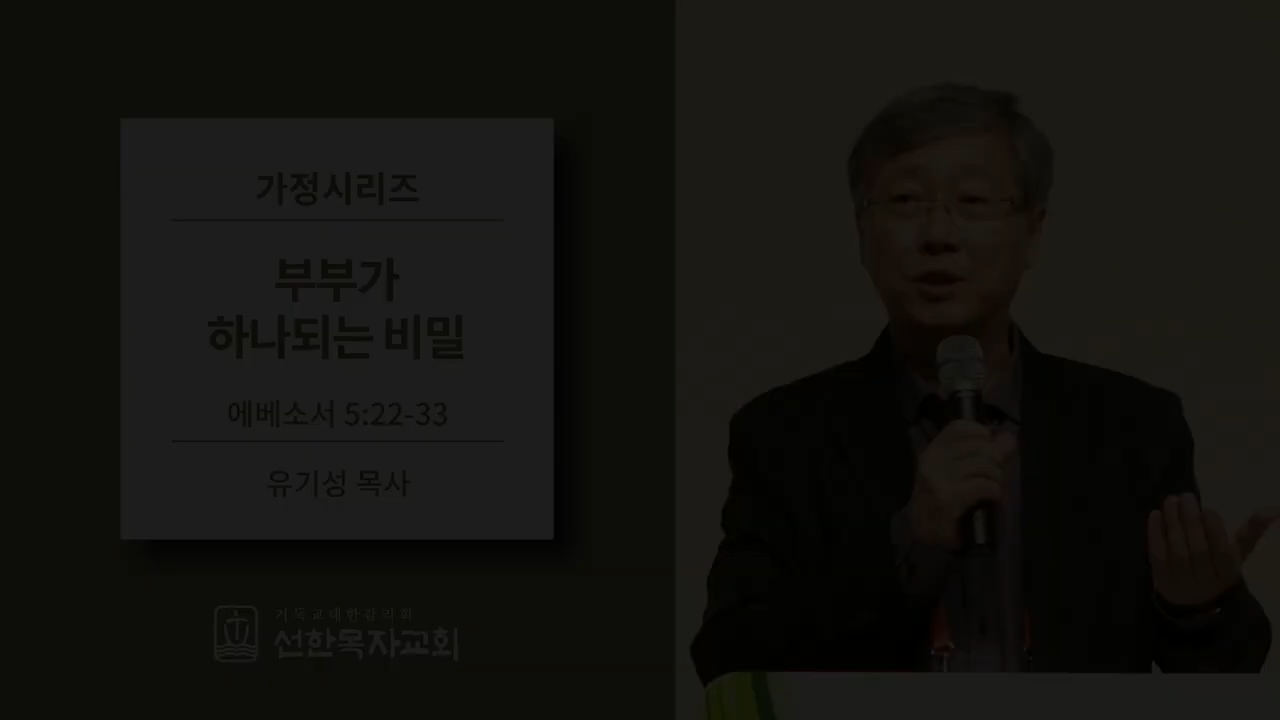 가정시리즈
부부가
하나되는 비밀
에베소서 5:22-33
유기성 목사
기독교대한감리회
선한목자교회